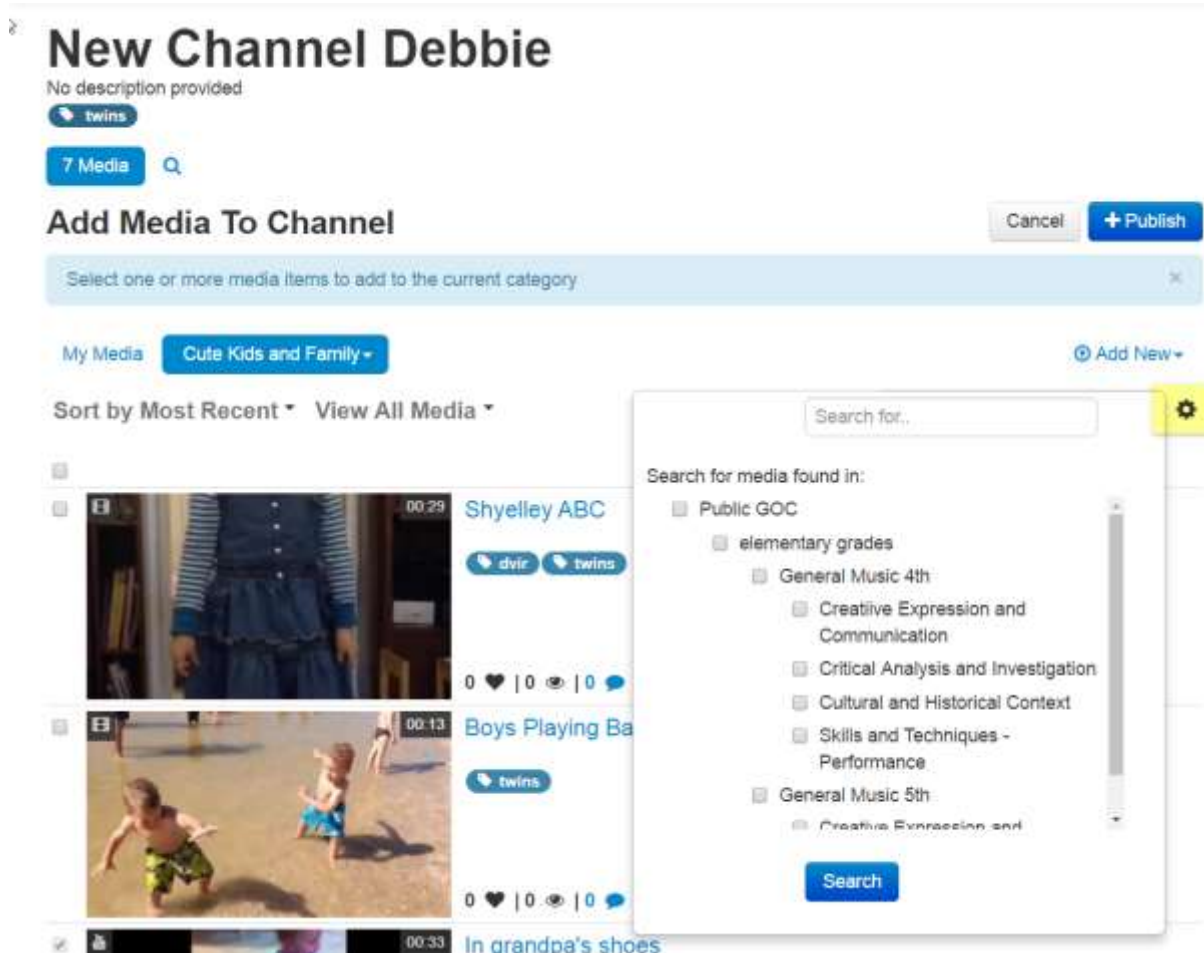 New Channel Debbie
No description provided
twins
7 Media
Add Media To Channel
Cancel
+ Publish
Select one or more media items to add to the current category
×
My Media
Cute Kids and Family
Add New
Sort by Most Recent
View All Media
Search for..
Search for media found in:
Public GOC
elementary grades
General Music 4th
Creatiive Expression and
Communication
Critical Analysis and Investigation
Cultural and Historical Context
Skills and Techniques -
Performance
General Music 5th
Creative Expression and
Search
00:29
Shyelley ABC
dvir
twins
0 | 0 | 0
00:13
Boys Playing Ba
twins
0 | 0 | 0
00:33
In grandpa's shoes